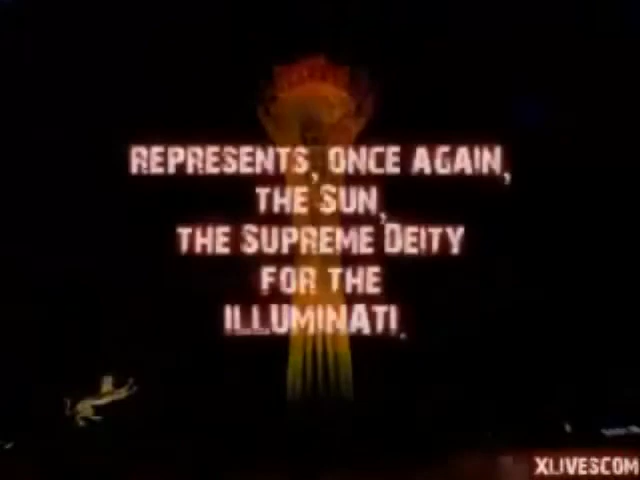 REPRESENTS, ONCE AGAIN,
THE SUN,
THE SUPREME DEITY
FOR THE
ILLUMINATI.
XLIVESCOM